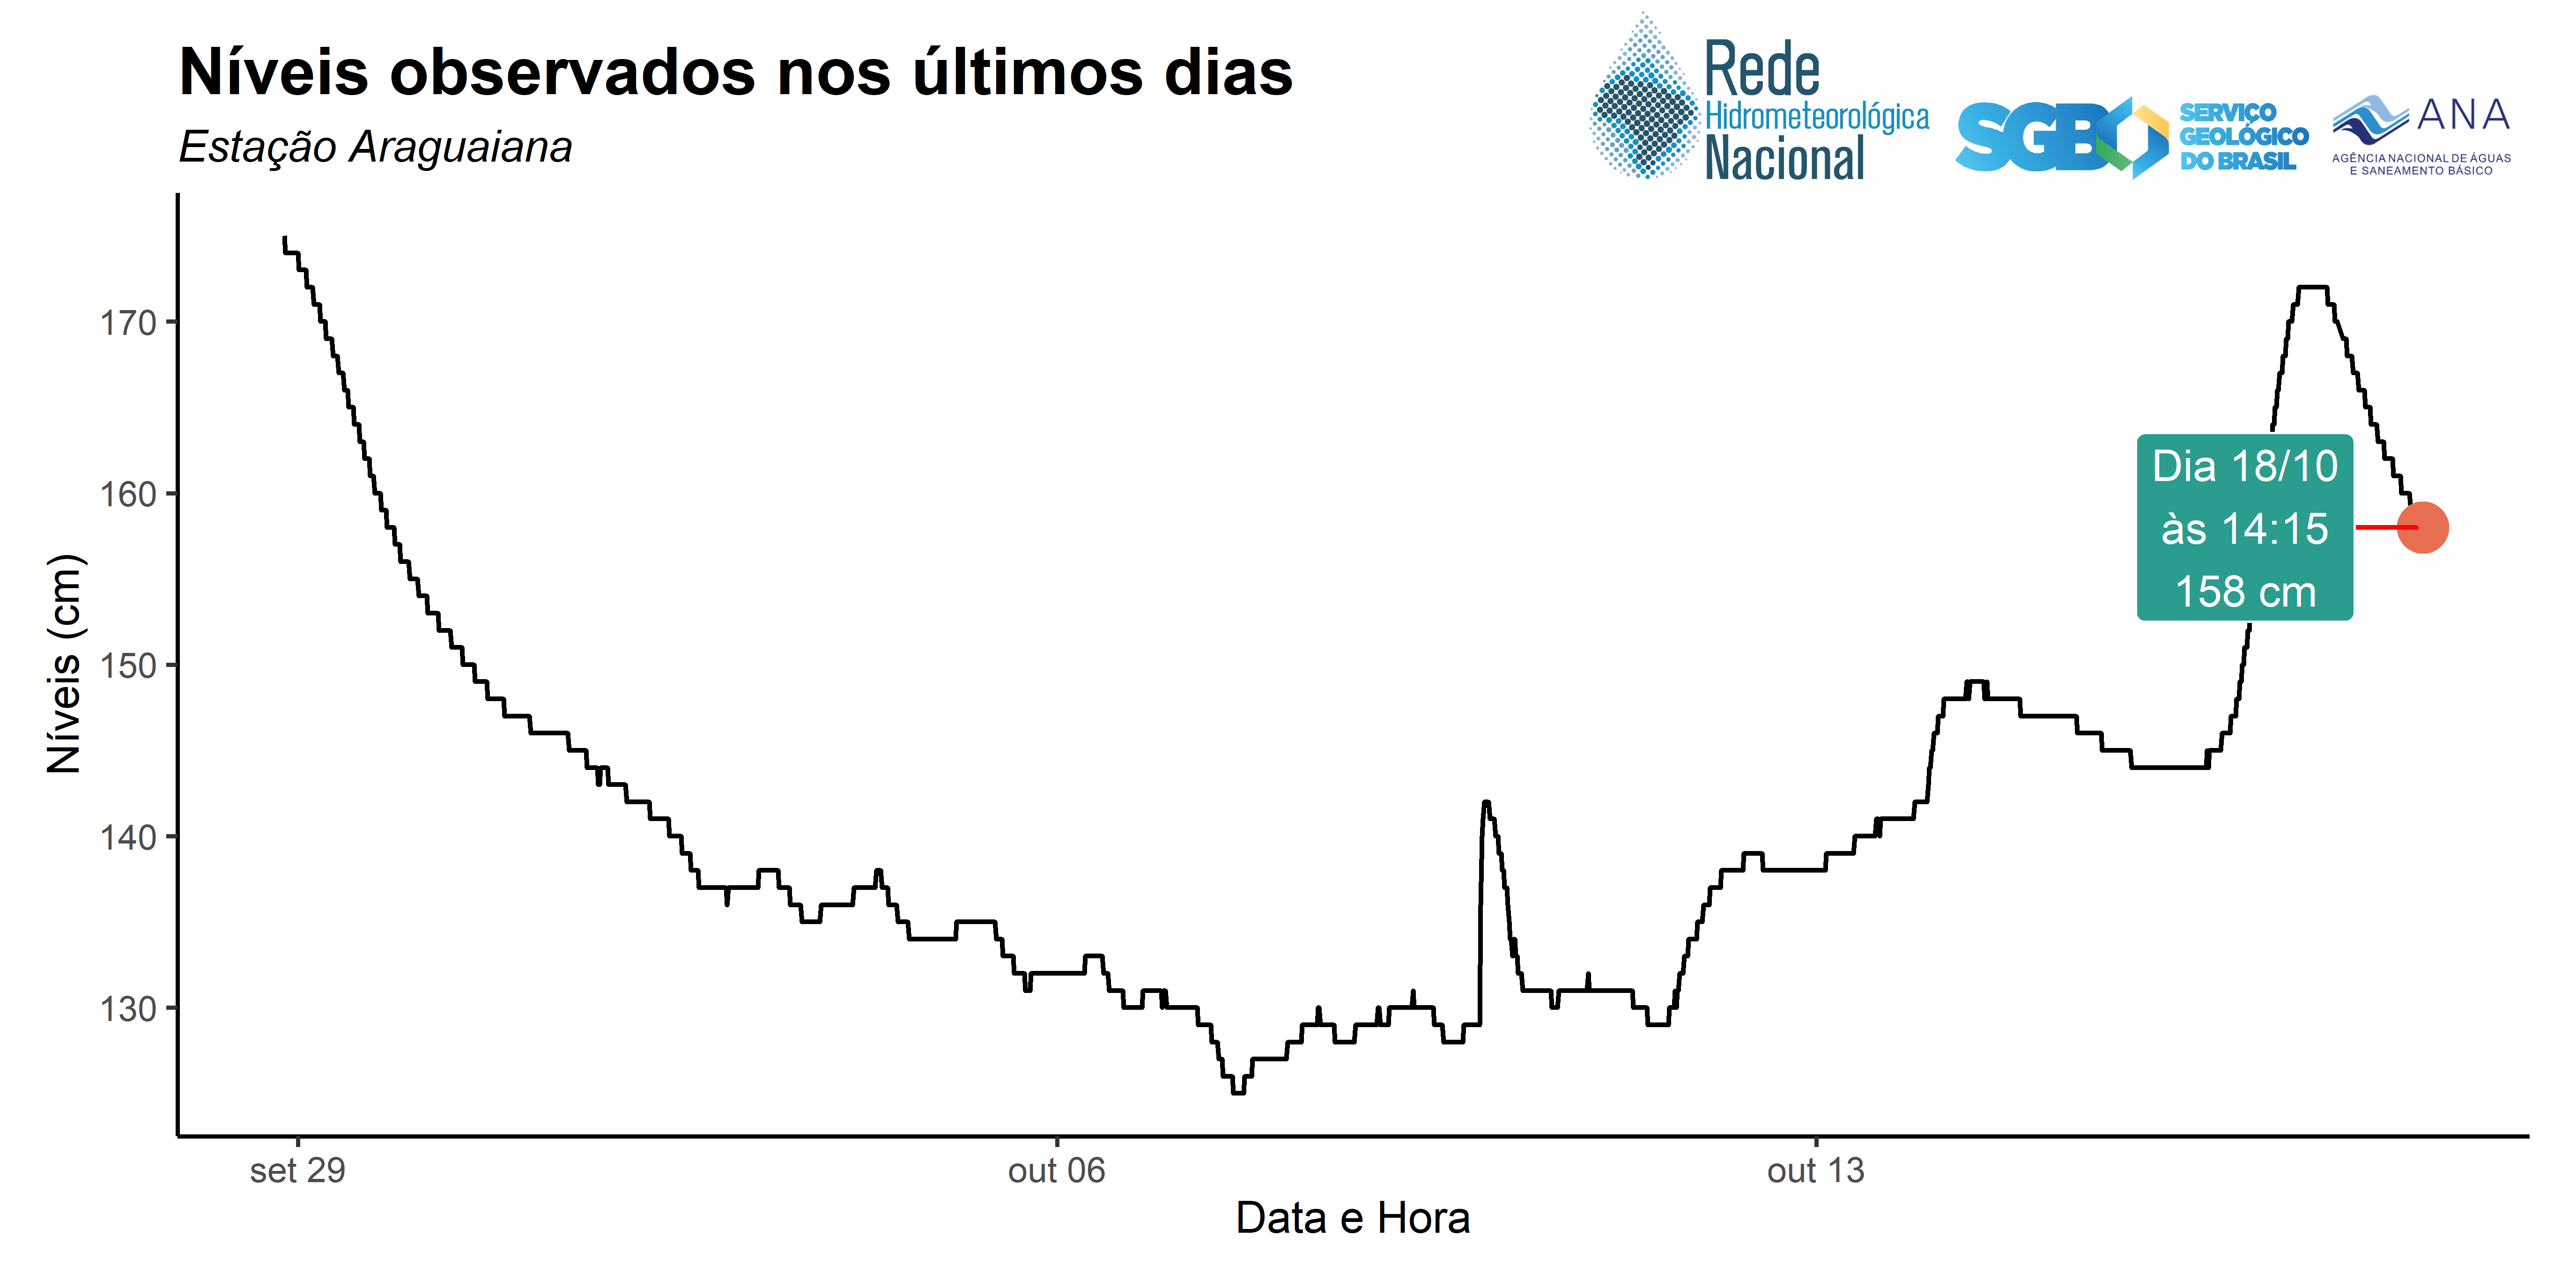 Níveis observados nos últimos dias
Estação Araguaiana
Rede
Hidrometeorológica
Nacional
SGB
SERVIÇO
GEOLÓGICO
DO BRASIL
ANA
AGÊNCIA NACIONAL DE ÁGUAS
E SANEAMENTO BÁSICO
Níveis (cm)
170
160
150
140
130
Dia 18/10
às 14:15
158 cm
set 29
out 06
out 13
Data e Hora